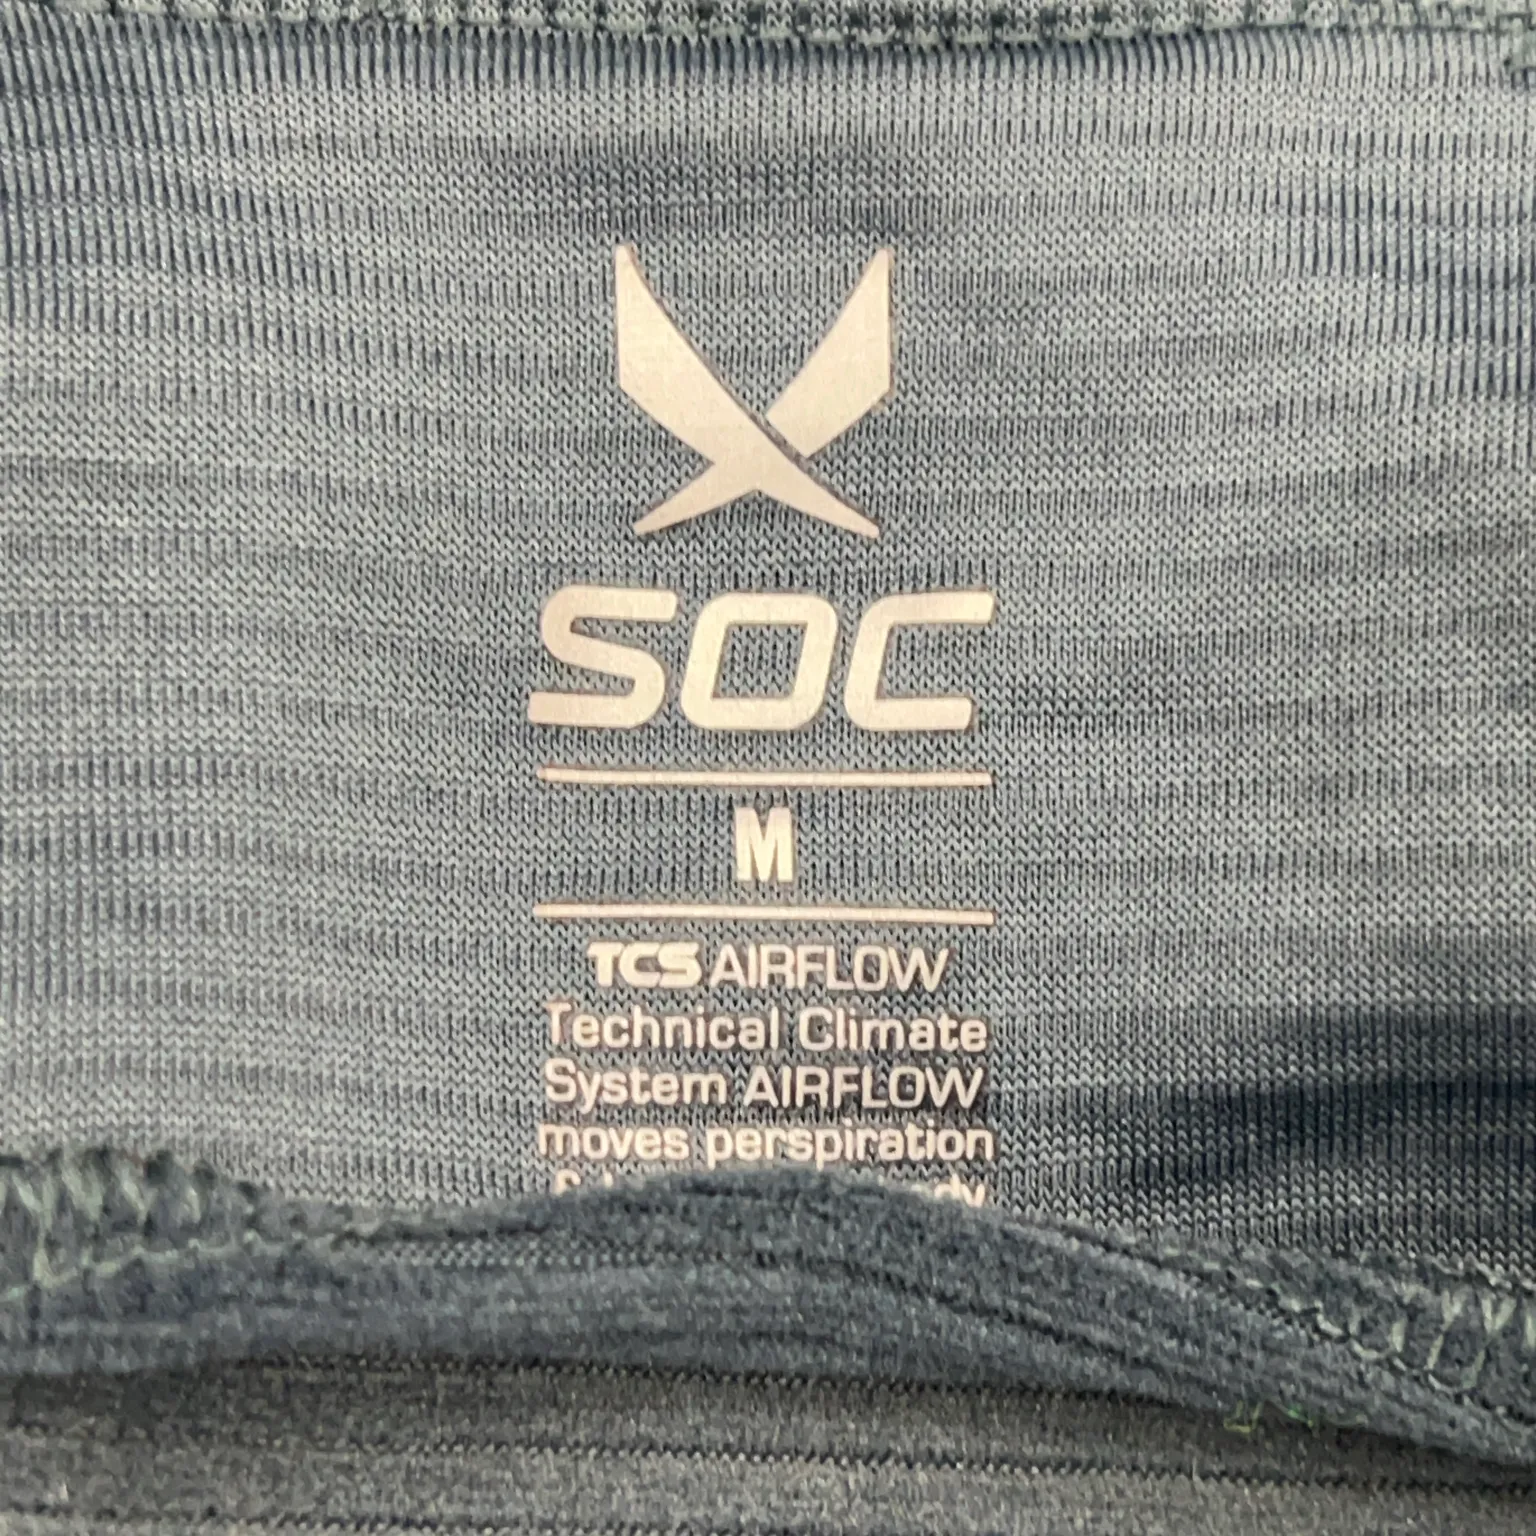 SOC
M
TCS AIRFLOW
Technical Climate
System AIRFLOW
moves perspiration